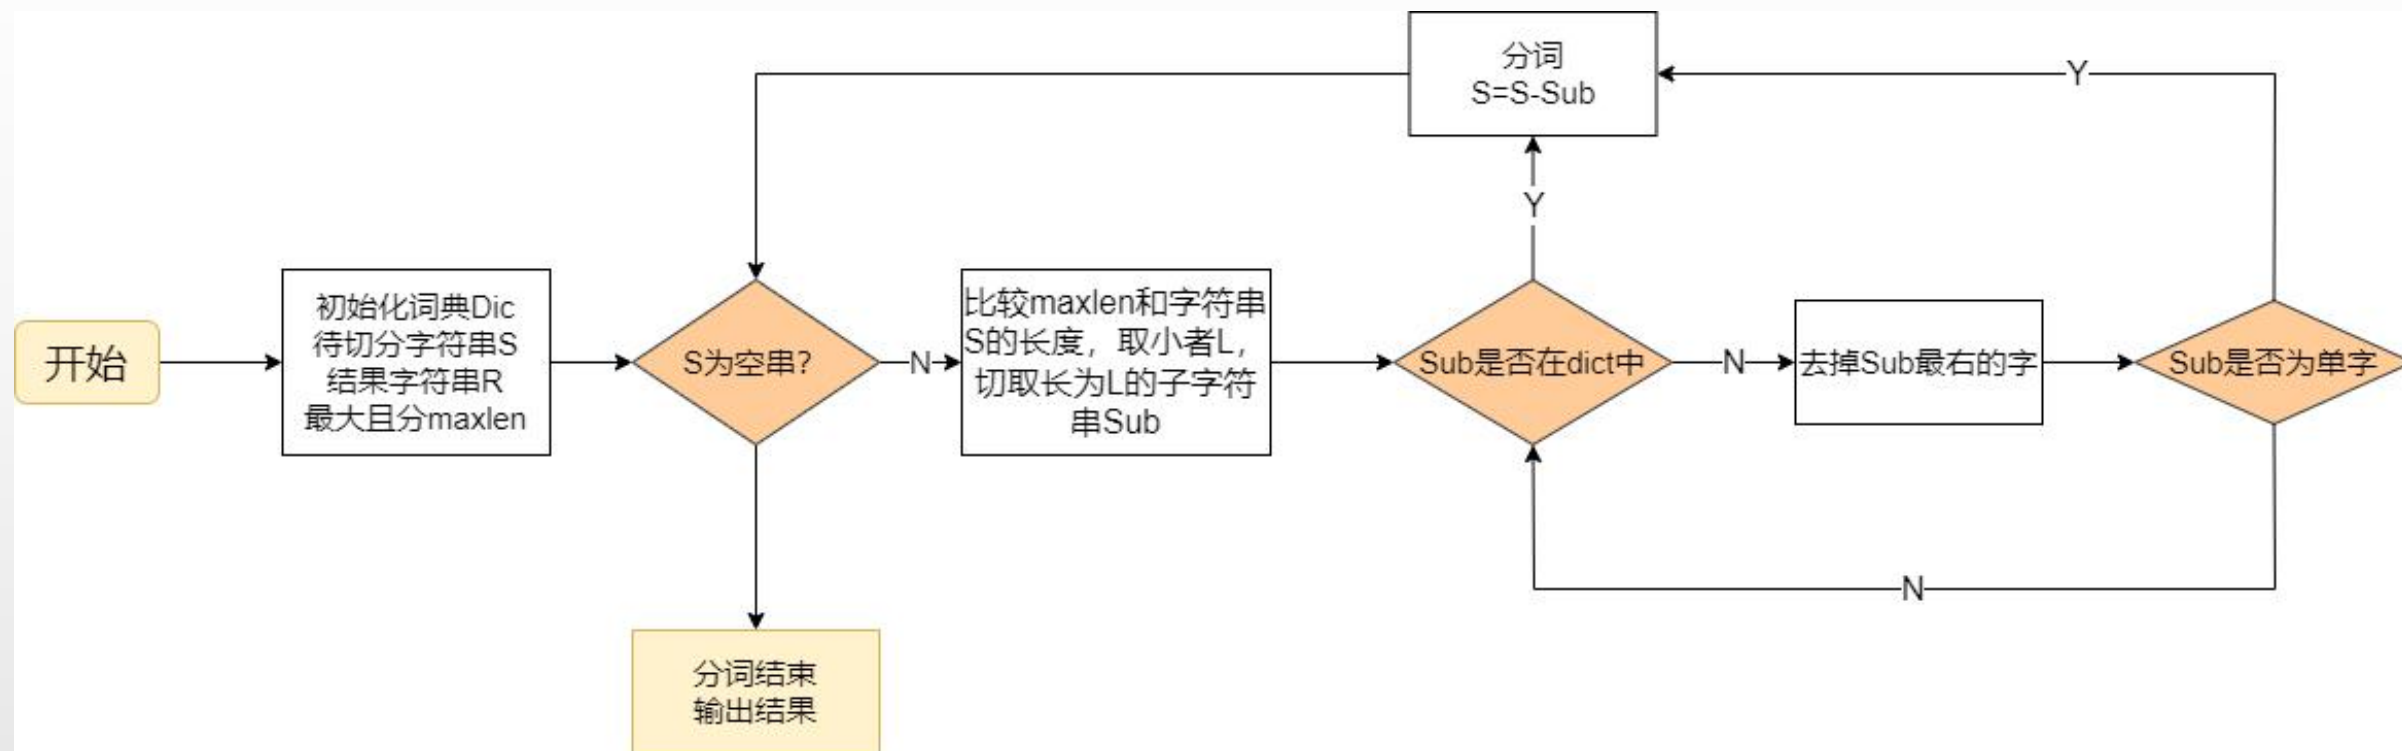 开始
初始化词典Dic
待切分字符串S
结果字符串R
最大且分maxlen
S为空串?
N
比较maxlen和字符串
S的长度，取小者L，
切取长为L的子字符
串Sub
Sub是否在dict中
Y
分词
S=S-Sub
N
去掉Sub最右的字
Sub是否为单字
Y
N
分词结束
输出结果